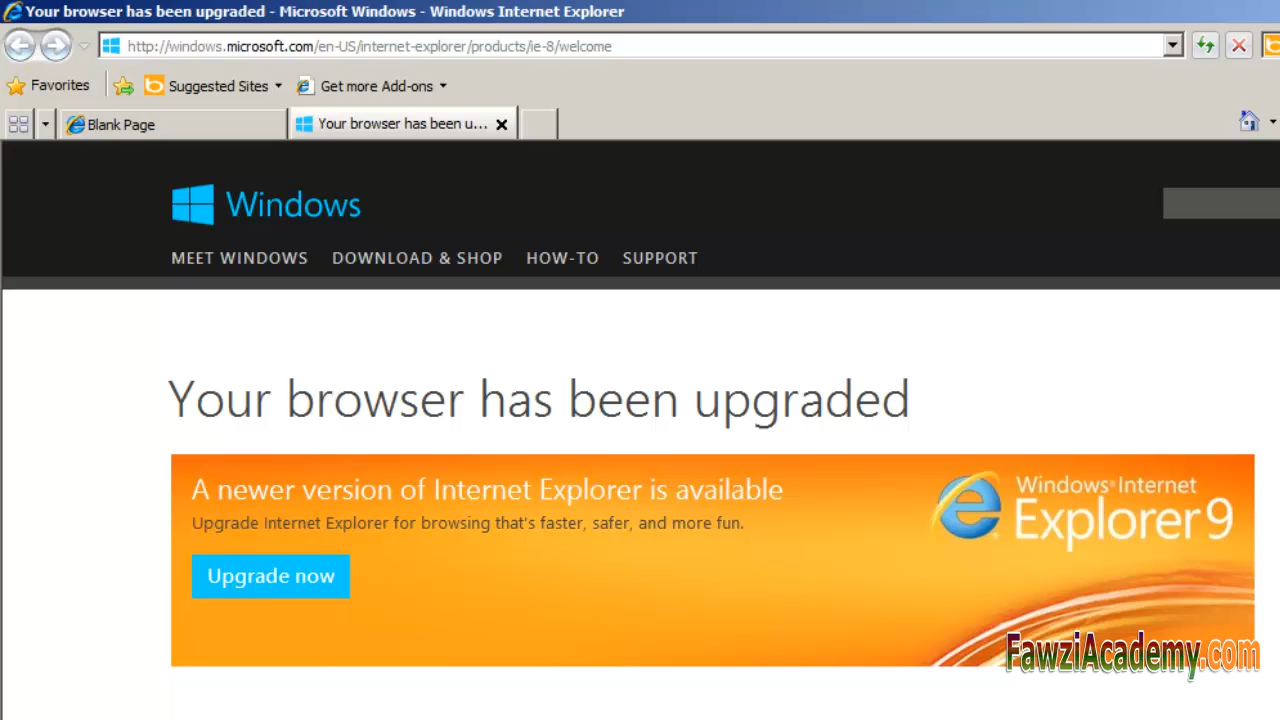 Your browser has been upgraded - Microsoft Windows - Windows Internet Explorer
http://windows.microsoft.com/en-US/internet-explorer/products/ie-8/welcome
Favorites Suggested Sites Get more Add-ons
Blank Page Your browser has been u...
Windows
MEET WINDOWS DOWNLOAD & SHOP HOW-TO SUPPORT
Your browser has been upgraded
A newer version of Internet Explorer is available
Upgrade Internet Explorer for browsing that's faster, safer, and more fun.
Upgrade now
Windows® Internet
Explorer 9
FawziAcademy.com